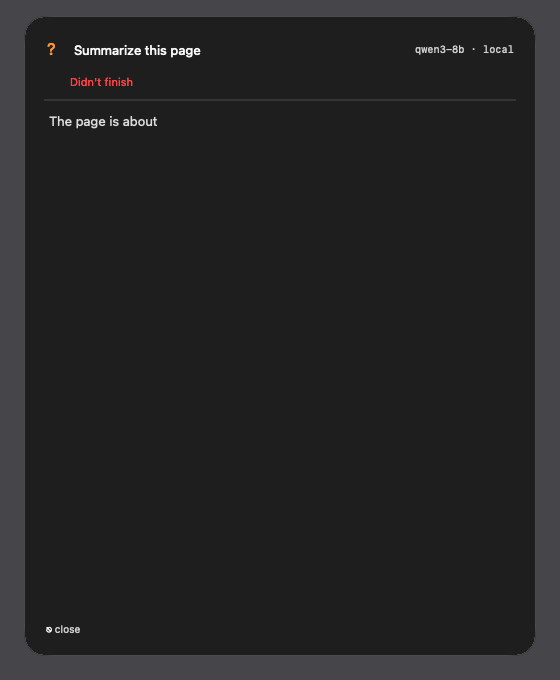 ? Summarize this page
qwen3-8b · local
Didn't finish
The page is about
close